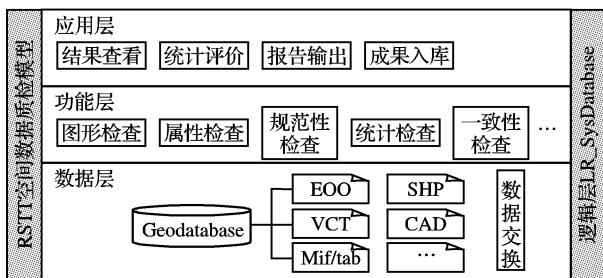 RSTT空间数据质检模型
应用层
结果查看 统计评价 报告输出 成果入库
功能层
图形检查 属性检查 规范性检查 统计检查 一致性检查 …
数据层
Geodatabase
EOO SHP
VCT CAD
Mif/tab …
数据交换
逻辑层LR_SysDatabase